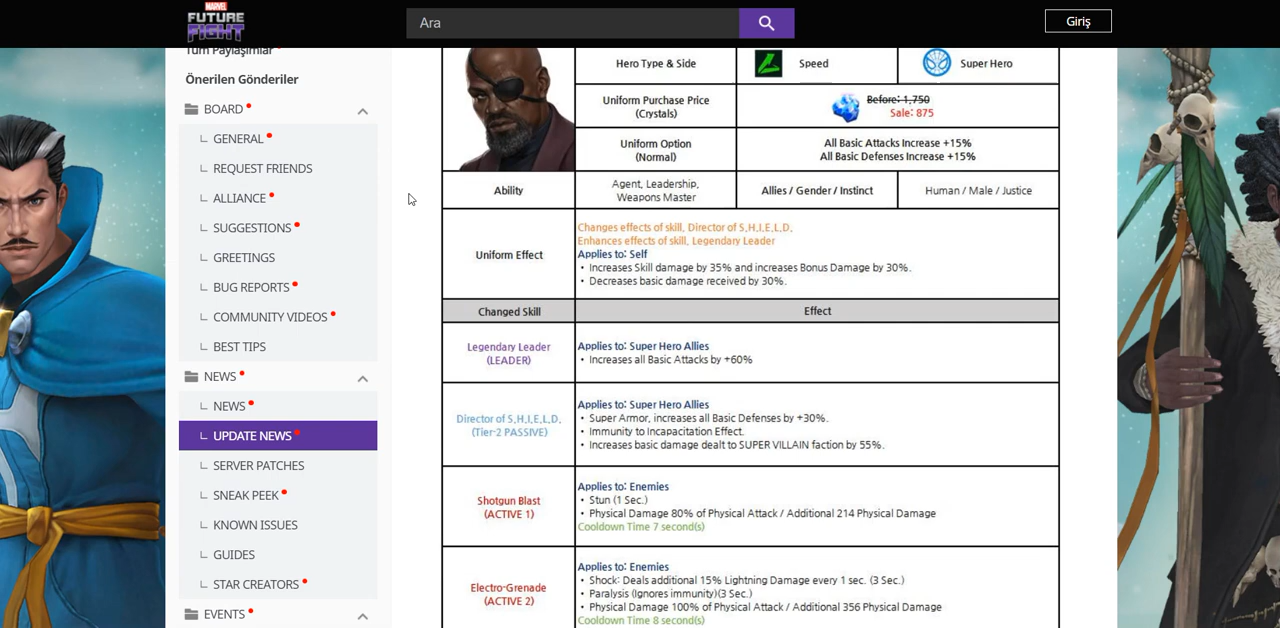 MARVEL
FUTURE
FIGHT
Ara
Giriş
Tüm Paylaşımlar
Önerilen Gönderiler
BOARD
GENERAL
REQUEST FRIENDS
ALLIANCE
SUGGESTIONS
GREETINGS
BUG REPORTS
COMMUNITY VIDEOS
BEST TIPS
NEWS
NEWS
UPDATE NEWS
SERVER PATCHES
SNEAK PEEK
KNOWN ISSUES
GUIDES
STAR CREATORS
EVENTS
Hero Type & Side
Speed
Super Hero
Uniform Purchase Price
(Crystals)
Before: 1,750
Sale: 875
Uniform Option
(Normal)
All Basic Attacks Increase +15%
All Basic Defenses Increase +15%
Ability
Agent, Leadership,
Weapons Master
Allies / Gender / Instinct
Human / Male / Justice
Uniform Effect
Changes effects of skill, Director of S.H.I.E.L.D.
Enhances effects of skill, Legendary Leader
Applies to: Self
• Increases Skill damage by 35% and increases Bonus Damage by 30%.
• Decreases basic damage received by 30%.
Changed Skill
Effect
Legendary Leader
(LEADER)
Applies to: Super Hero Allies
• Increases all Basic Attacks by +60%
Director of S.H.I.E.L.D.
(Tier-2 PASSIVE)
Applies to: Super Hero Allies
• Super Armor, increases all Basic Defenses by +30%.
• Immunity to Incapacitation Effect.
• Increases basic damage dealt to SUPER VILLAIN faction by 55%.
Shotgun Blast
(ACTIVE 1)
Applies to: Enemies
• Stun (1 Sec.)
• Physical Damage 80% of Physical Attack / Additional 214 Physical Damage
Cooldown Time 7 second(s)
Electro-Grenade
(ACTIVE 2)
Applies to: Enemies
• Shock: Deals additional 15% Lightning Damage every 1 sec. (3 Sec.)
• Paralysis (Ignores immunity)(3 Sec.)
• Physical Damage 100% of Physical Attack / Additional 356 Physical Damage
Cooldown Time 8 second(s)